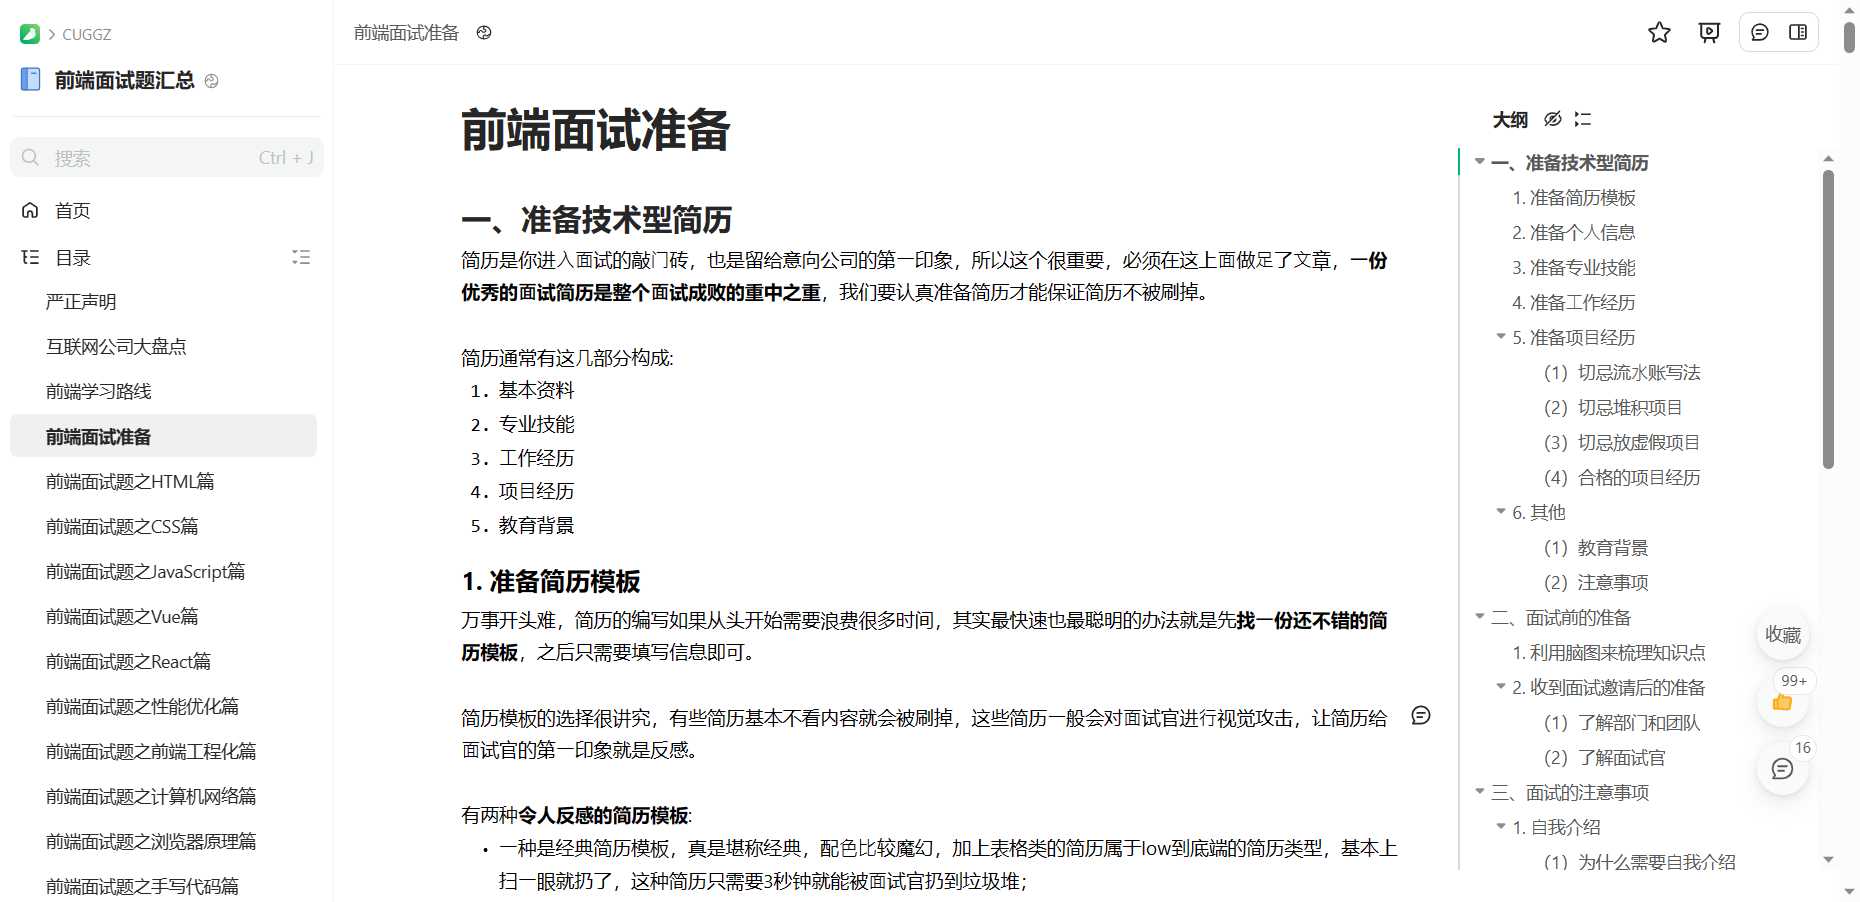 CUGGZ
前端面试题汇总
搜索 Ctrl + J
首页
目录
严正声明
互联网公司大盘点
前端学习路线
前端面试准备
前端面试题之HTML篇
前端面试题之CSS篇
前端面试题之JavaScript篇
前端面试题之Vue篇
前端面试题之React篇
前端面试题之性能优化篇
前端面试题之前端工程化篇
前端面试题之计算机网络篇
前端面试题之浏览器原理篇
前端面试题之手写代码篇
前端面试准备
前端面试准备
一、准备技术型简历
简历是你进入面试的敲门砖，也是留给意向公司的第一印象，所以这个很重要，必须在这上面做足了文章，一份
优秀的面试简历是整个面试成败的重中之重，我们要认真准备简历才能保证简历不被刷掉。
简历通常有这几部分构成:
1. 基本资料
2. 专业技能
3. 工作经历
4. 项目经历
5. 教育背景
1. 准备简历模板
万事开头难，简历的编写如果从头开始需要浪费很多时间，其实最快速也最聪明的办法就是先找一份还不错的简
历模板，之后只需要填写信息即可。
简历模板的选择很讲究，有些简历基本不看内容就会被刷掉，这些简历一般会对面试官进行视觉攻击，让简历给
面试官的第一印象就是反感。
有两种令人反感的简历模板:
• 一种是经典简历模板，真是堪称经典，配色比较魔幻，加上表格类的简历属于low到底端的简历类型，基本上
扫一眼就扔了，这种简历只需要3秒钟就能被面试官扔到垃圾堆；
大纲
一、准备技术型简历
1. 准备简历模板
2. 准备个人信息
3. 准备专业技能
4. 准备工作经历
5. 准备项目经历
（1）切忌流水账写法
（2）切忌堆积项目
（3）切忌放虚假项目
（4）合格的项目经历
6. 其他
（1）教育背景
（2）注意事项
二、面试前的准备
1. 利用脑图来梳理知识点
2. 收到面试邀请后的准备
（1）了解部门和团队
（2）了解面试官
三、面试的注意事项
1. 自我介绍
（1）为什么需要自我介绍
收藏
99+
16